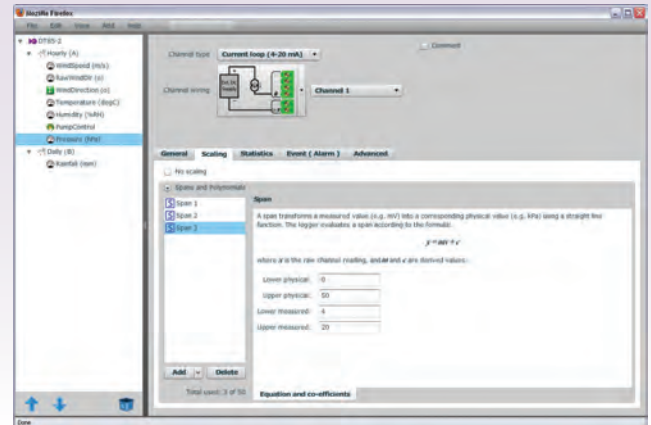 Mozilla Firefox
File Edit View Add Help
DT85-2
Hourly (A)
WindSpeed (m/s)
RawWindDir (o)
WindDirection (o)
Temperature (degC)
Humidity (%RH)
PumpControl
Pressure (hPa)
Daily (B)
Rainfall (mm)
Channel type Current loop (4-20 mA)
Comment
Channel wiring Channel 1
General Scaling Statistics Event ( Alarm ) Advanced
No scaling
Spans and Polynomials
Span 1
Span 2
Span 3
Add Delete
Total used: 3 of 50
Span
A span transforms a measured value (e.g. mV) into a corresponding physical value (e.g. kPa) using a straight line
function. The logger evaluates a span according to the formula:
y = mx + c
where x is the raw channel reading, and m and c are derived values.
Lower physical: 0
Upper physical: 50
Lower measured: 4
Upper measured: 20
Equation and co-efficients
Done